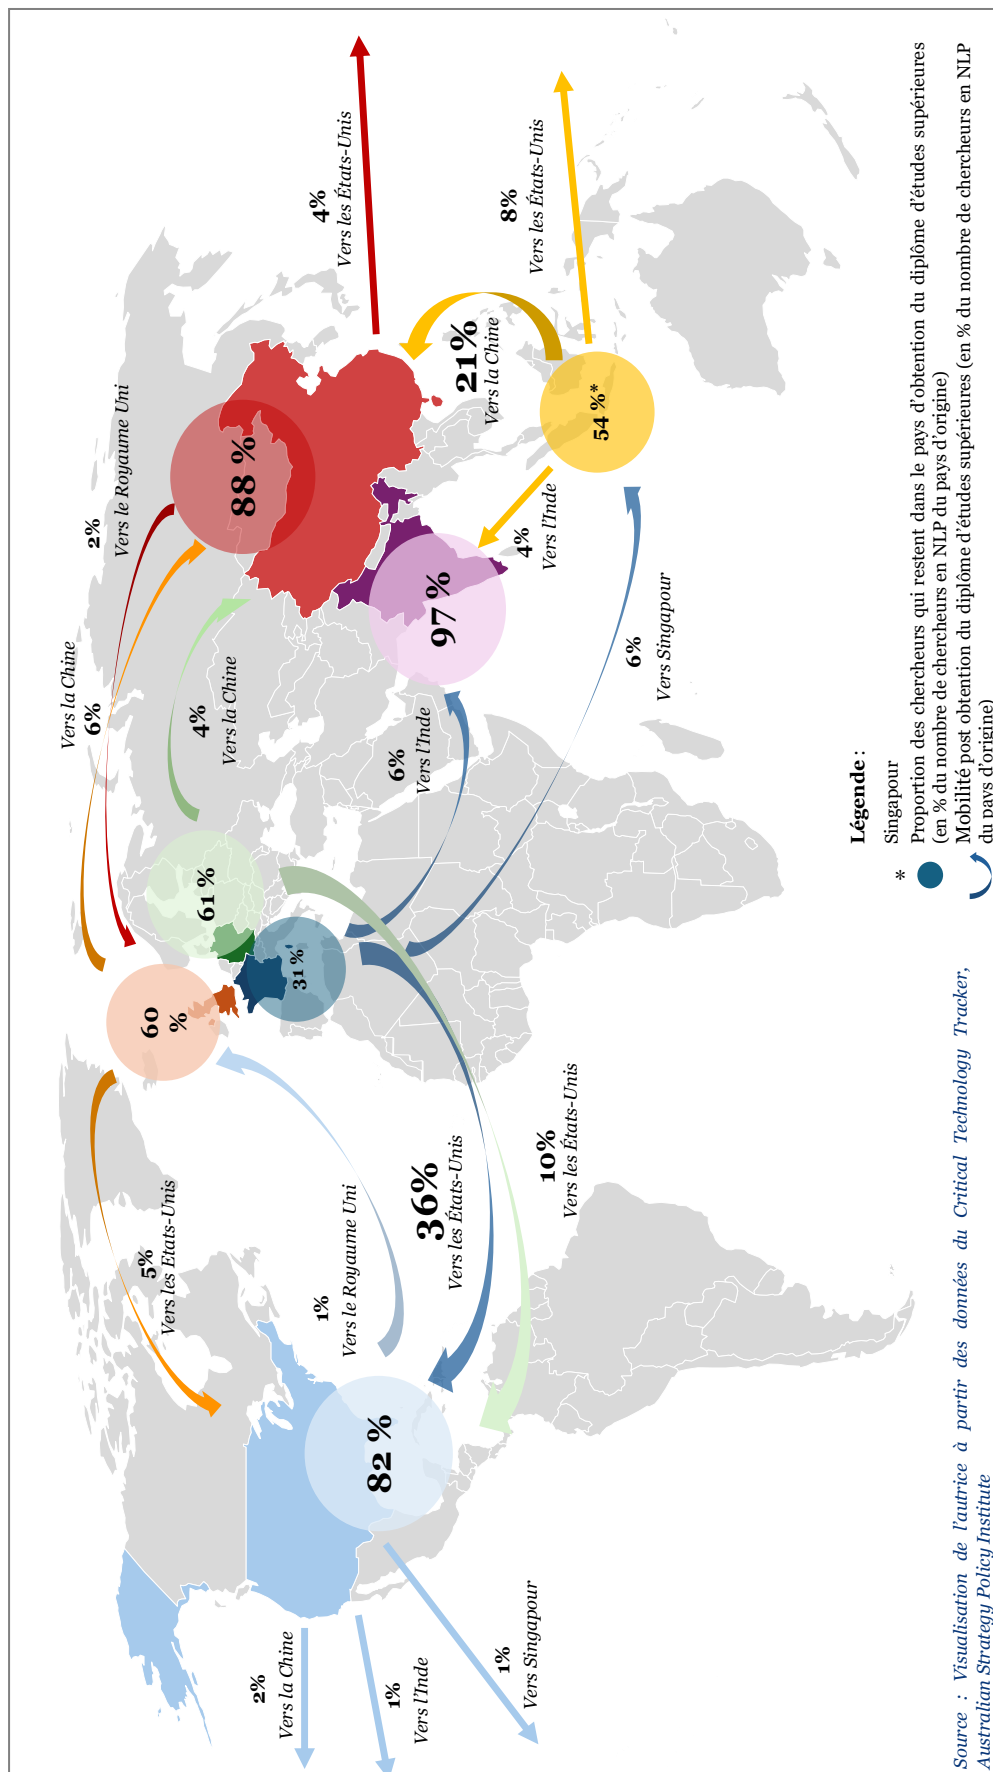 2%
Vers la Chine
1%
Vers l'Inde
1%
Vers Singapour
82 %
5%
Vers les Etats-Unis
1%
Vers le Royaume Uni
36%
Vers les États-Unis
10%
Vers les États-Unis
60
%
31 %
61 %
Vers la Chine
6%
2%
Vers le Royaume Uni
4%
Vers la Chine
6%
Vers l'Inde
6%
Vers Singapour
88 %
97 %
54 %*
4%
Vers l'Inde
21%
Vers la Chine
4%
Vers les États-Unis
8%
Vers les États-Unis
Légende :
* Singapour
Proportion des chercheurs qui restent dans le pays d'obtention du diplôme d'études supérieures
(en % du nombre de chercheurs en NLP du pays d'origine)
Mobilité post obtention du diplôme d'études supérieures (en % du nombre de chercheurs en NLP
du pays d'origine)
Source : Visualisation de l'autrice à partir des données du Critical Technology Tracker,
Australian Strategy Policy Institute